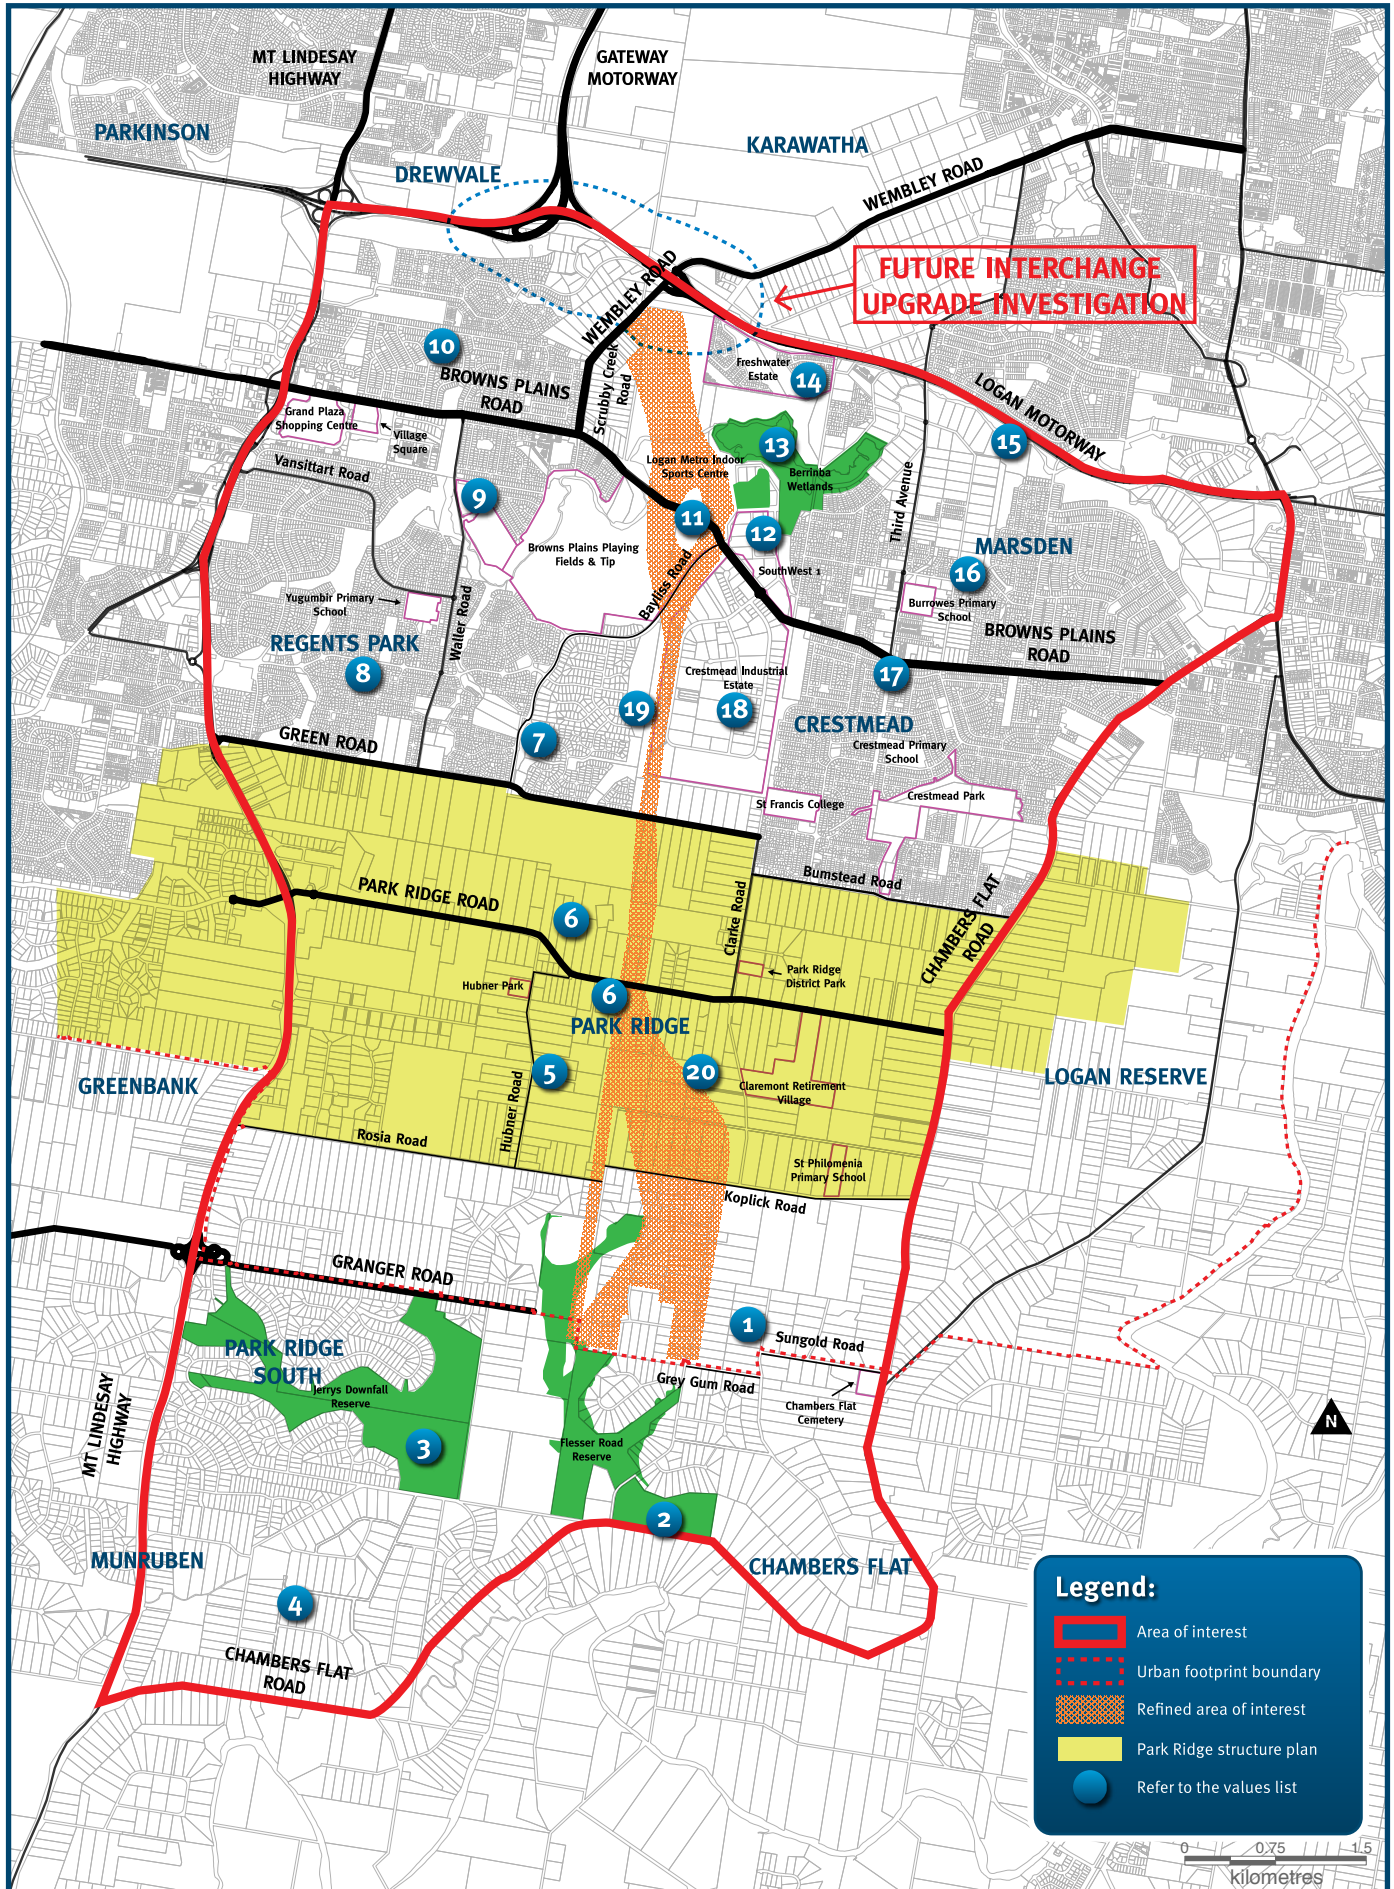 MT LINDESAY
HIGHWAY
GATEWAY
MOTORWAY
PARKINSON
KARAWATHA
DREWVALE
WEMBLEY ROAD
FUTURE INTERCHANGE
UPGRADE INVESTIGATION
WEMBLEY ROAD
10
BROWNS PLAINS
ROAD
Scrubby Creek
Road
Freshwater
Estate
14
LOGAN MOTORWAY
Grand Plaza
Shopping Centre
Village
Square
13
15
Vansittart Road
Logan Metro Indoor
Sports Centre
Berrinba
Wetlands
9
Third Avenue
11
12
Browns Plains Playing
Fields & Tip
MARSDEN
SouthWest 1
16
Bayliss Road
Yugumbir Primary
School
Burrowes Primary
School
Waller Road
REGENTS PARK
BROWNS PLAINS
ROAD
8
Crestmead Industrial
Estate
17
19
18
CRESTMEAD
7
GREEN ROAD
Crestmead Primary
School
St Francis College
Crestmead Park
Bumstead Road
PARK RIDGE ROAD
6
Clarke Road
CHAMBERS FLAT
ROAD
Park Ridge
District Park
Hubner Park
6
PARK RIDGE
5
20
GREENBANK
LOGAN RESERVE
Claremont Retirement
Village
Hubner Road
Rosia Road
St Philomenia
Primary School
Koplick Road
GRANGER ROAD
1
Sungold Road
PARK RIDGE
SOUTH
Grey Gum Road
Jerrys Downfall
Reserve
Chambers Flat
Cemetery
MT LINDESAY
HIGHWAY
N
3
Flesser Road
Reserve
2
MUNRUBEN
CHAMBERS FLAT
4
CHAMBERS FLAT
ROAD
Legend:
Area of interest
Urban footprint boundary
Refined area of interest
Park Ridge structure plan
Refer to the values list
0 0.75 1.5
kilometres